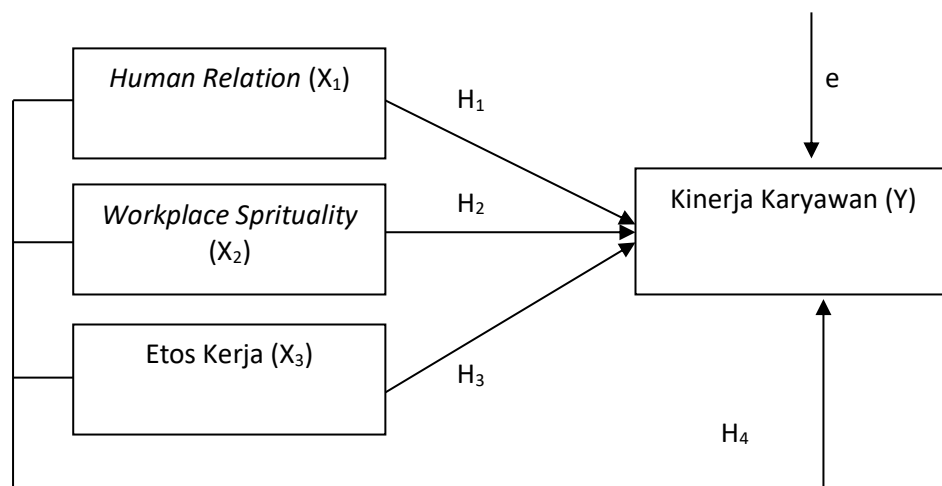 Human Relation (X₁)
H₁
e
Workplace Sprituality
(X₂)
H₂
Kinerja Karyawan (Y)
Etos Kerja (X₃)
H₃
H₄